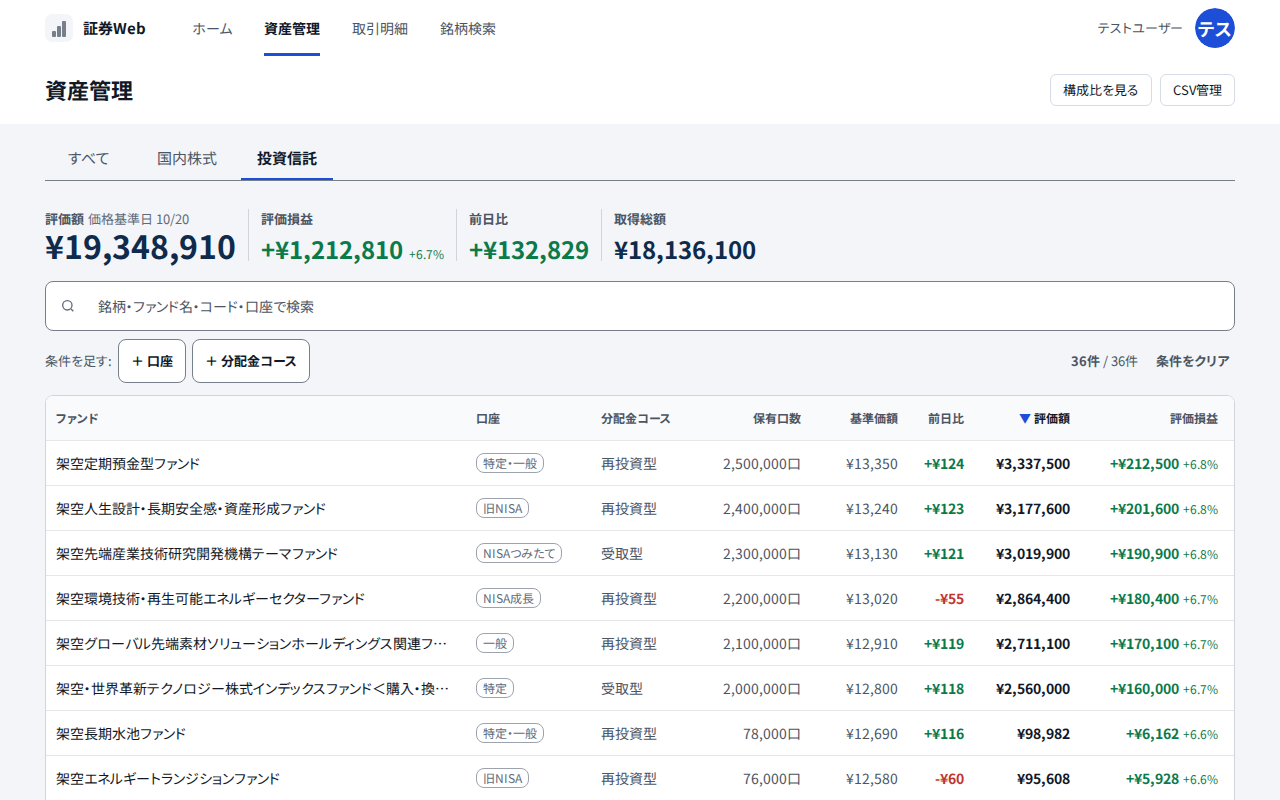 証券Web ホーム 資産管理 取引明細 銘柄検索 テストユーザー テス
資産管理 構成比を見る CSV管理
すべて 国内株式 投資信託
評価額 価格基準日 10/20 評価損益 前日比 取得総額
¥19,348,910 +¥1,212,810 +6.7% +¥132,829 ¥18,136,100
銘柄・ファンド名・コード・口座で検索
条件を足す: ＋ 口座 ＋ 分配金コース 36件 / 36件 条件をクリア
ファンド 口座 分配金コース 保有口数 基準価額 前日比 ▼ 評価額 評価損益
架空定期預金型ファンド 特定・一般 再投資型 2,500,000口 ¥13,350 +¥124 ¥3,337,500 +¥212,500 +6.8%
架空人生設計・長期安全感・資産形成ファンド 旧NISA 再投資型 2,400,000口 ¥13,240 +¥123 ¥3,177,600 +¥201,600 +6.8%
架空先端産業技術研究開発機構テーマファンド NISAつみたて 受取型 2,300,000口 ¥13,130 +¥121 ¥3,019,900 +¥190,900 +6.8%
架空環境技術・再生可能エネルギーセクターファンド NISA成長 再投資型 2,200,000口 ¥13,020 -¥55 ¥2,864,400 +¥180,400 +6.7%
架空グローバル先端素材ソリューションホールディングス関連フ… 一般 再投資型 2,100,000口 ¥12,910 +¥119 ¥2,711,100 +¥170,100 +6.7%
架空・世界革新テクノロジー株式インデックスファンド＜購入・換… 特定 受取型 2,000,000口 ¥12,800 +¥118 ¥2,560,000 +¥160,000 +6.7%
架空長期水池ファンド 特定・一般 再投資型 78,000口 ¥12,690 +¥116 ¥98,982 +¥6,162 +6.6%
架空エネルギートランジションファンド 旧NISA 再投資型 76,000口 ¥12,580 -¥60 ¥95,608 +¥5,928 +6.6%